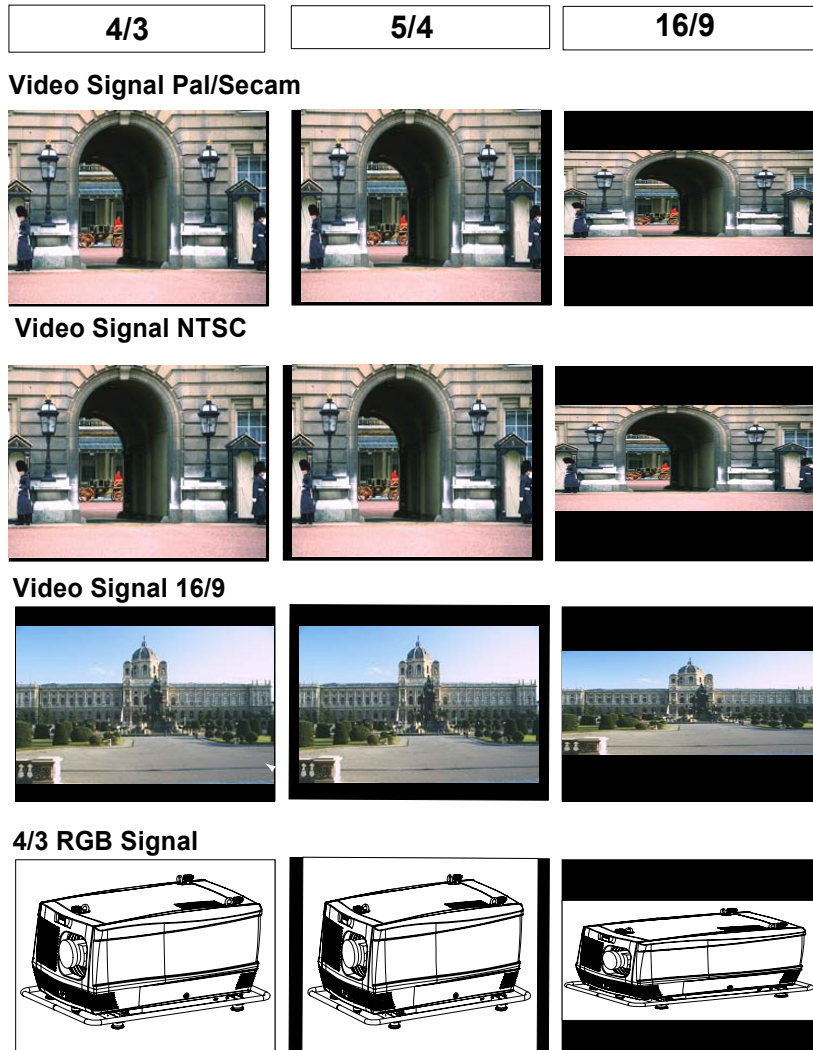 4/3
5/4
16/9
Video Signal Pal/Secam
Video Signal NTSC
Video Signal 16/9
4/3 RGB Signal